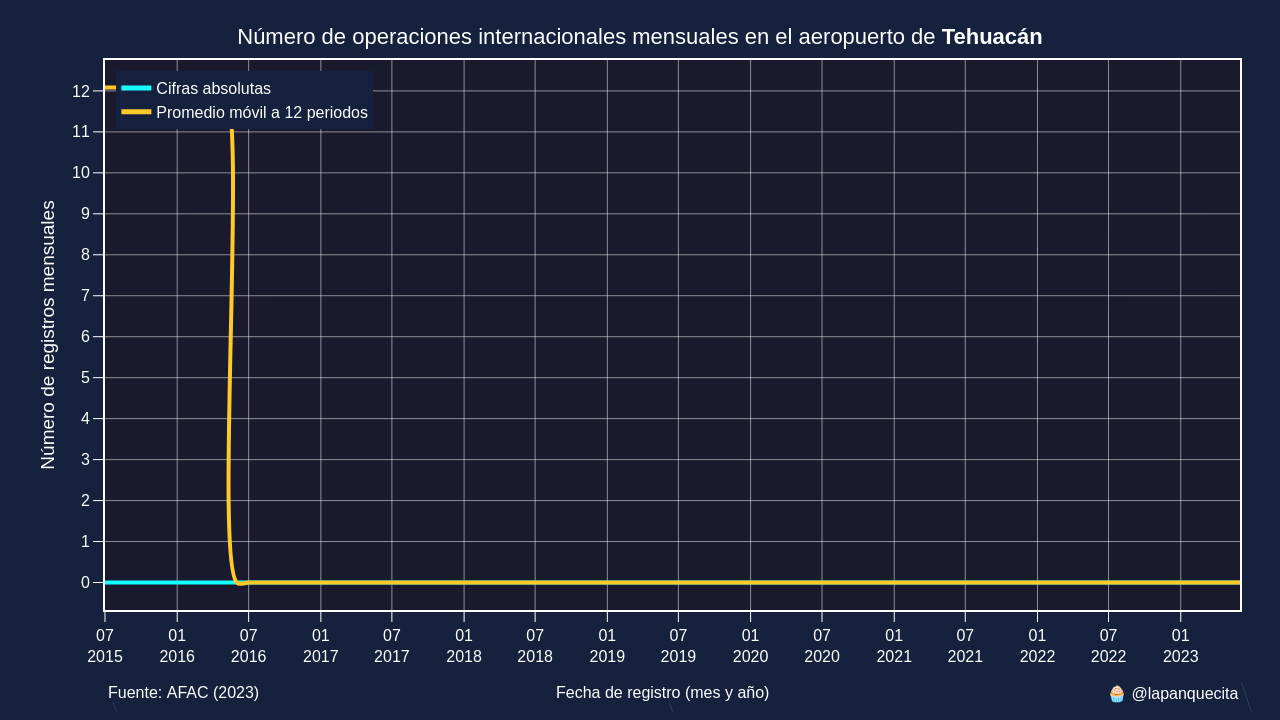 Número de operaciones internacionales mensuales en el aeropuerto de Tehuacán
Cifras absolutas
Promedio móvil a 12 periodos
Número de registros mensuales
12
11
10
9
8
7
6
5
4
3
2
1
0
07 01 07 01 07 01 07 01 07 01 07 01 07 01 07 01
2015 2016 2016 2017 2017 2018 2018 2019 2019 2020 2020 2021 2021 2022 2022 2023
Fuente: AFAC (2023) Fecha de registro (mes y año) 🧁 @lapanquecita